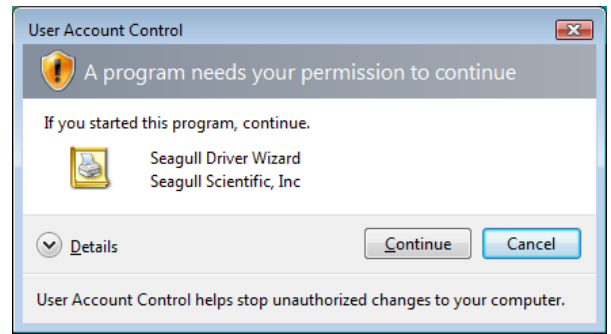 User Account Control
A program needs your permission to continue
If you started this program, continue.
Seagull Driver Wizard
Seagull Scientific, Inc
Details
Continue
Cancel
User Account Control helps stop unauthorized changes to your computer.